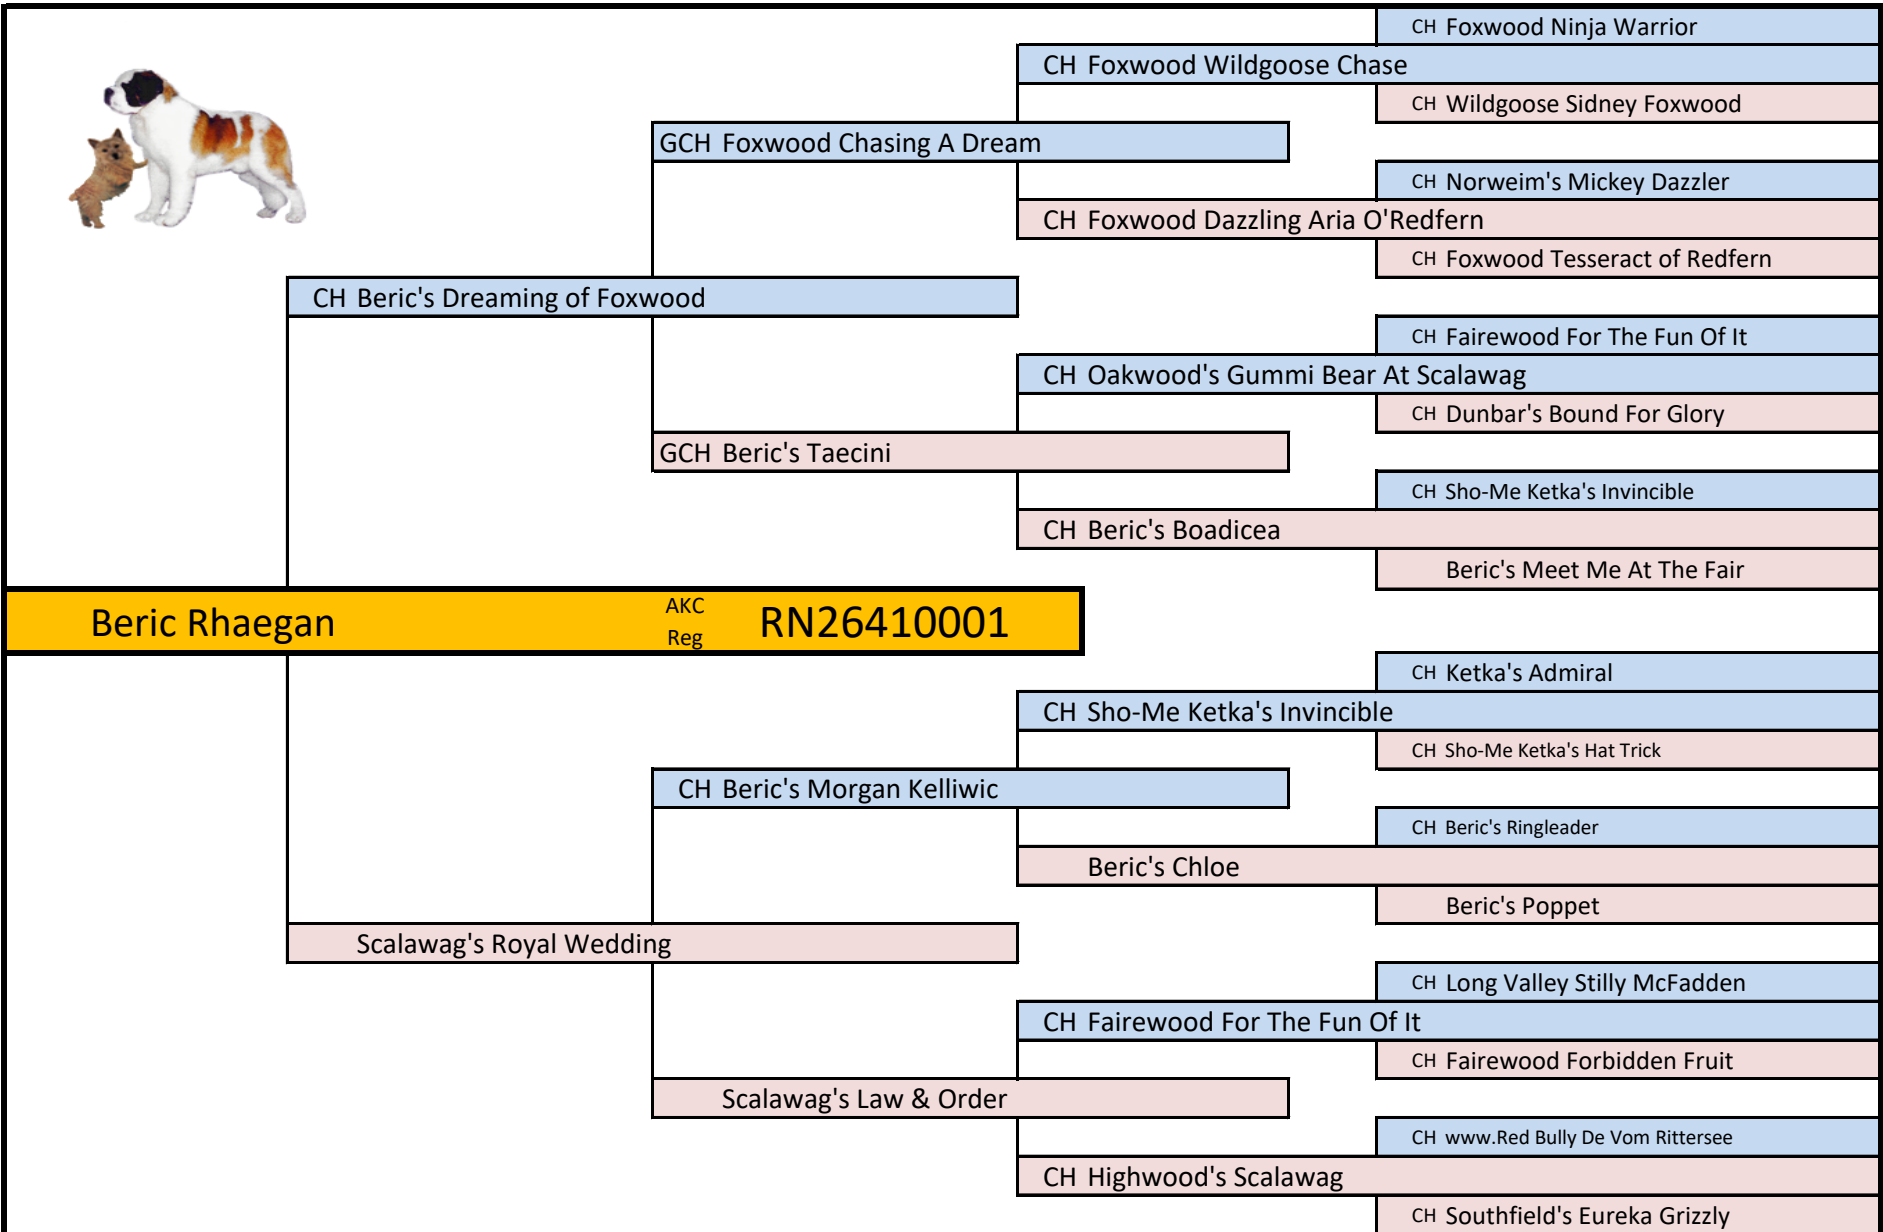 CH Foxwood Ninja Warrior
CH Foxwood Wildgoose Chase
CH Wildgoose Sidney Foxwood
GCH Foxwood Chasing A Dream
CH Norweim's Mickey Dazzler
CH Foxwood Dazzling Aria O'Redfern
CH Foxwood Tesseract of Redfern
CH Beric's Dreaming of Foxwood
CH Fairewood For The Fun Of It
CH Oakwood's Gummi Bear At Scalawag
CH Dunbar's Bound For Glory
GCH Beric's Taecini
CH Sho-Me Ketka's Invincible
CH Beric's Boadicea
Beric's Meet Me At The Fair
Beric Rhaegan AKC Reg RN26410001
CH Ketka's Admiral
CH Sho-Me Ketka's Invincible
CH Sho-Me Ketka's Hat Trick
CH Beric's Morgan Kelliwic
CH Beric's Ringleader
Beric's Chloe
Beric's Poppet
Scalawag's Royal Wedding
CH Long Valley Stilly McFadden
CH Fairewood For The Fun Of It
CH Fairewood Forbidden Fruit
Scalawag's Law & Order
CH www.Red Bully De Vom Rittersee
CH Highwood's Scalawag
CH Southfield's Eureka Grizzly